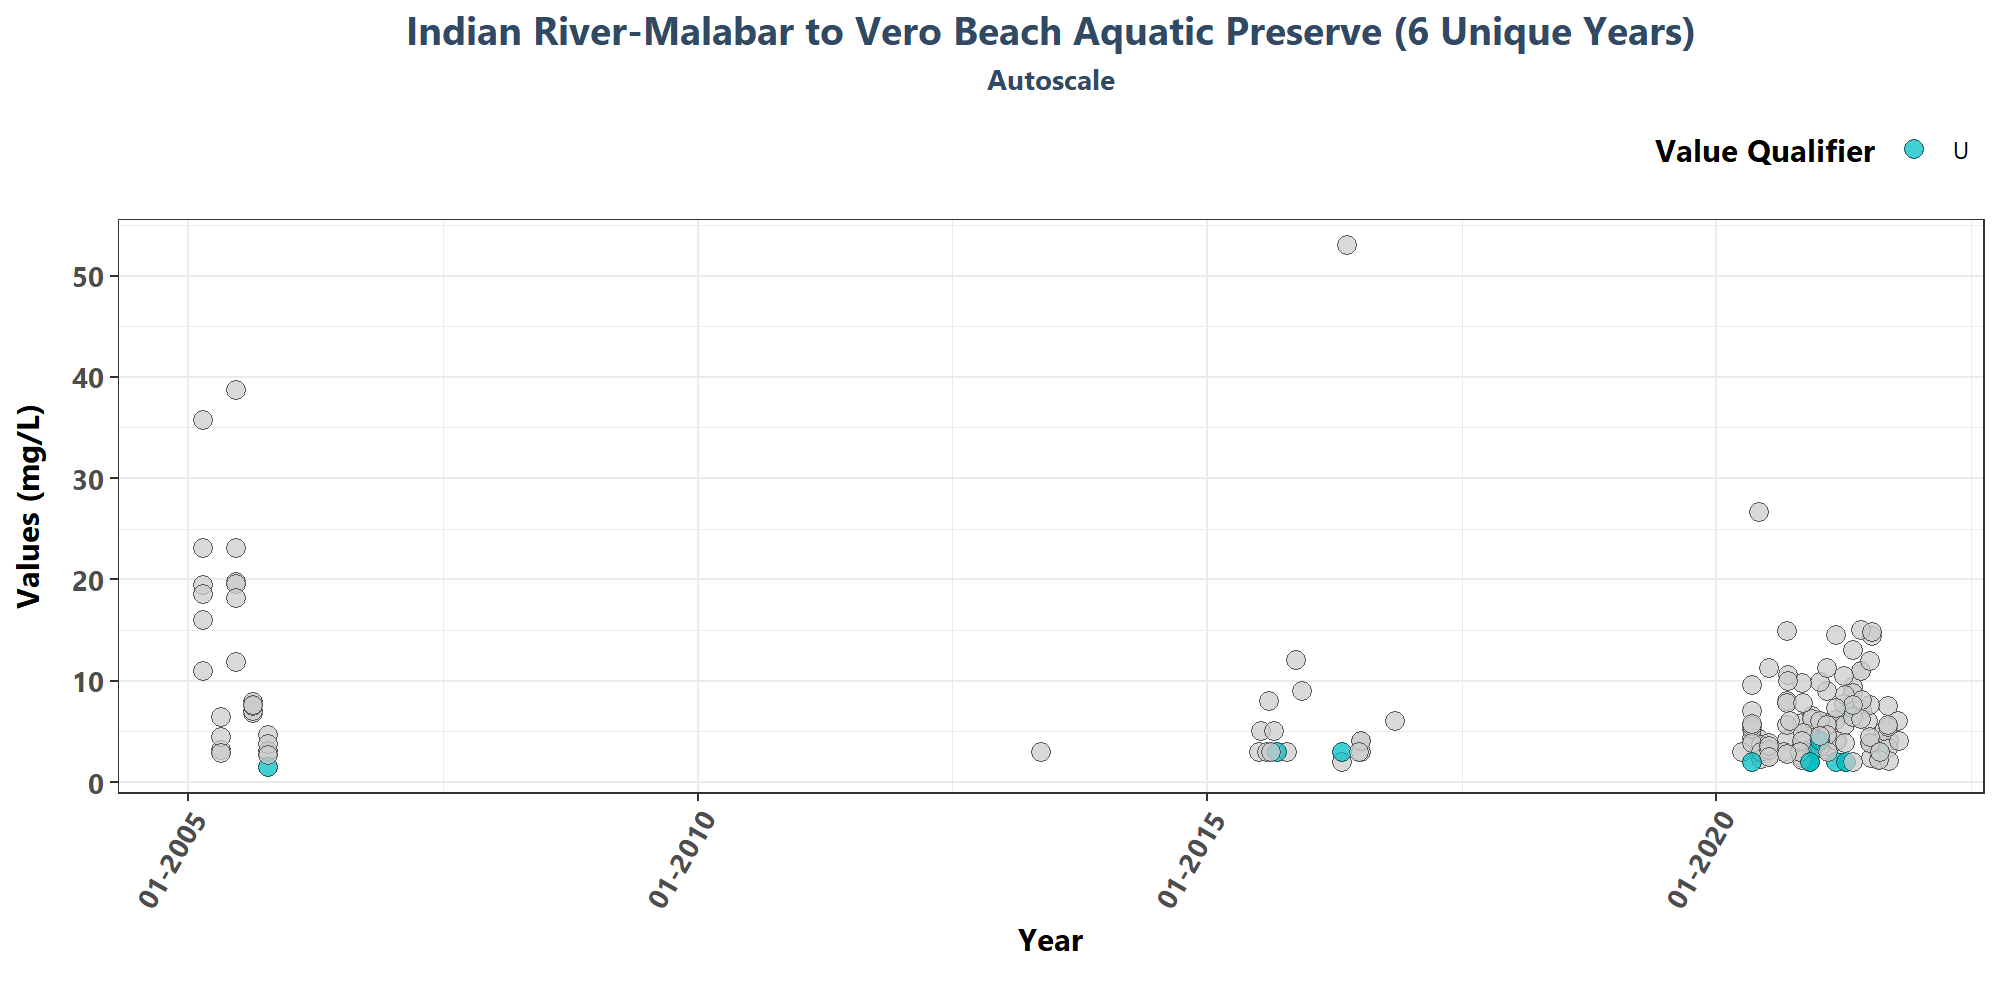 Indian River-Malabar to Vero Beach Aquatic Preserve (6 Unique Years)
Autoscale
Value Qualifier U
50
40
30
20
10
0
Values (mg/L)
01-2005 01-2010 01-2015 01-2020
Year